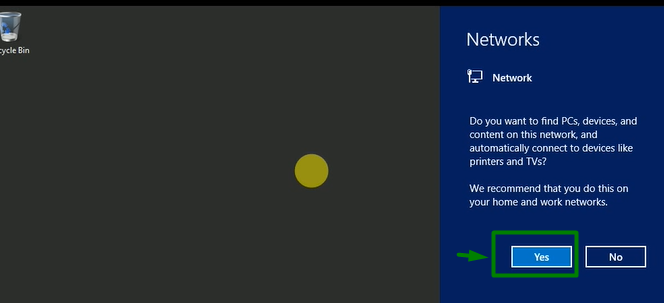 Networks
Network
cycle Bin
Do you want to find PCs, devices, and
content on this network, and
automatically connect to devices like
printers and TVs?
We recommend that you do this on
your home and work networks.
Yes
No